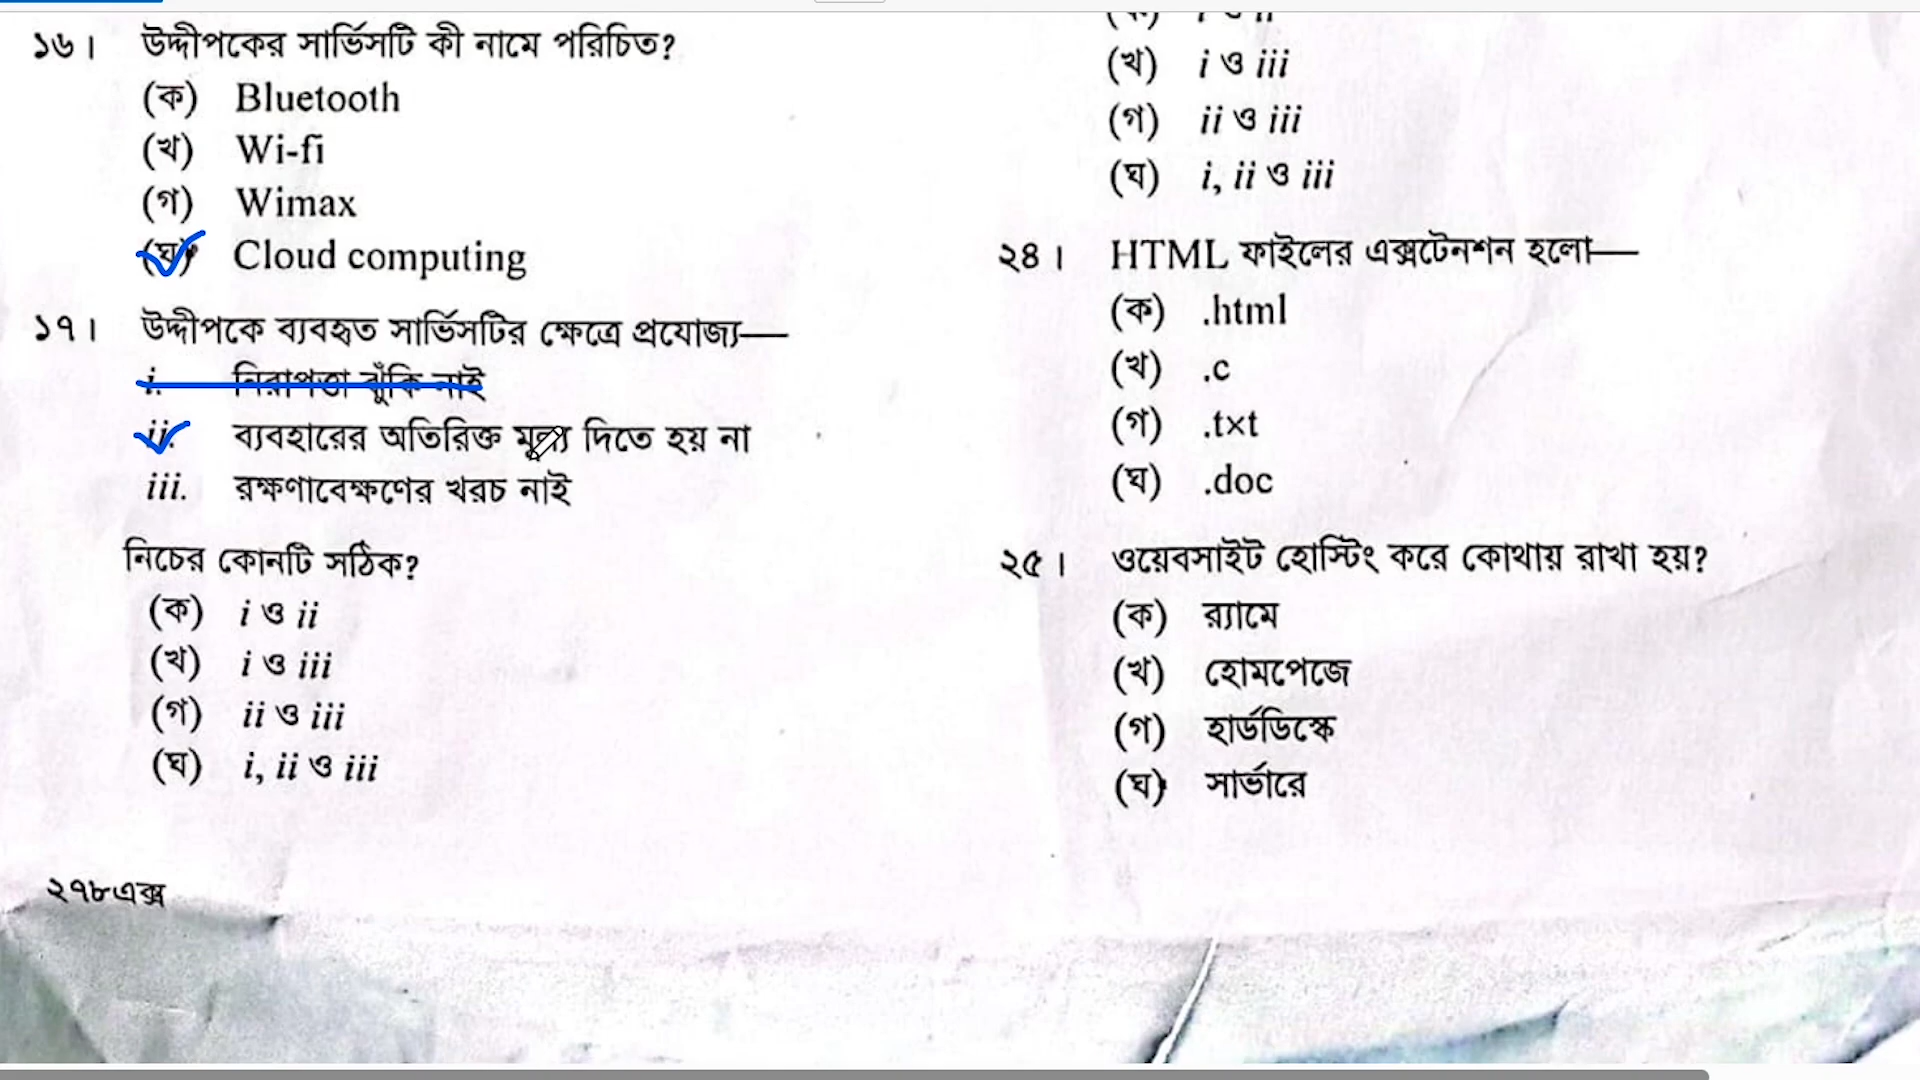 ১৬। উদ্দীপকের সার্ভিসটি কী নামে পরিচিত?
(ক) Bluetooth
(খ) Wi-fi
(গ) Wimax
(ঘ) Cloud computing
১৭। উদ্দীপকে ব্যবহৃত সার্ভিসটির ক্ষেত্রে প্রযোজ্য—
i. নিরাপত্তা ঝুঁকি নাই
ii. ব্যবহারের অতিরিক্ত মূল্য দিতে হয় না
iii. রক্ষণাবেক্ষণের খরচ নাই
নিচের কোনটি সঠিক?
(ক) i ও ii
(খ) i ও iii
(গ) ii ও iii
(ঘ) i, ii ও iii
২৭৮এক্স
(ক) i ও ii
(খ) i ও iii
(গ) ii ও iii
(ঘ) i, ii ও iii
২৪। HTML ফাইলের এক্সটেনশন হলো—
(ক) .html
(খ) .c
(গ) .txt
(ঘ) .doc
২৫। ওয়েবসাইট হোস্টিং করে কোথায় রাখা হয়?
(ক) র‍্যামে
(খ) হোমপেজে
(গ) হার্ডডিস্কে
(ঘ) সার্ভারে